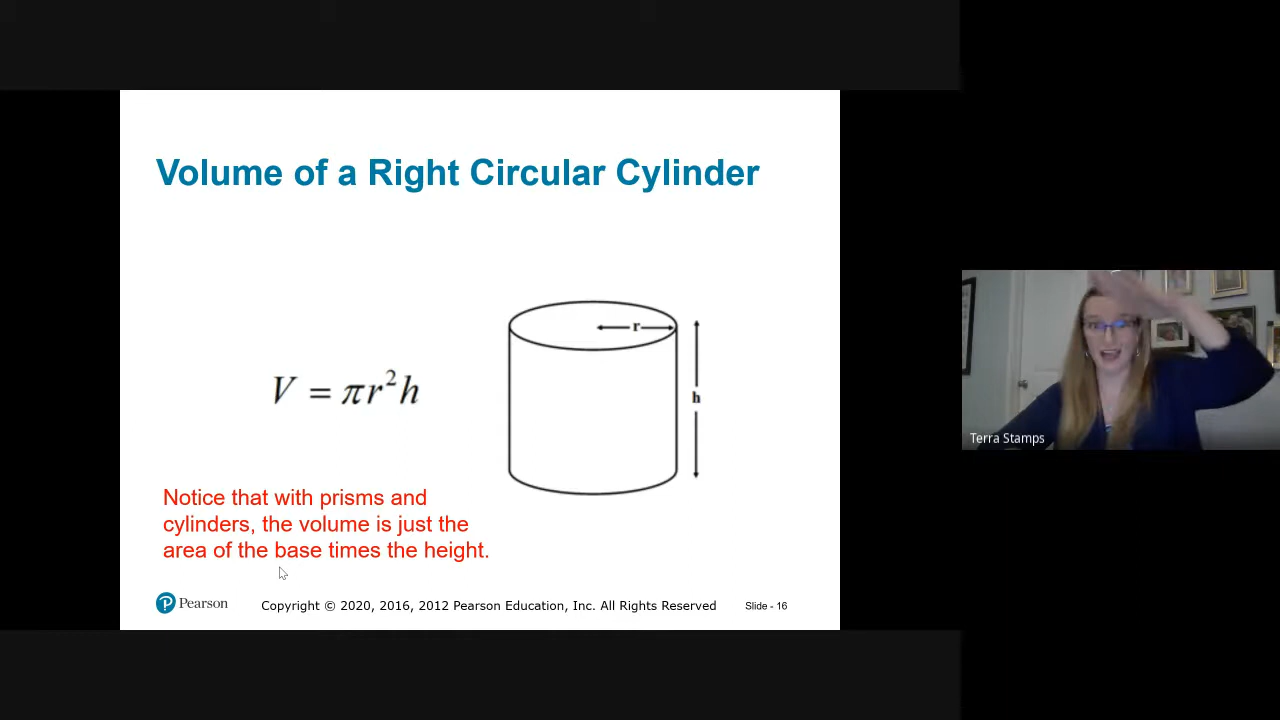 Volume of a Right Circular Cylinder
r
V = πr²h
h
Notice that with prisms and
cylinders, the volume is just the
area of the base times the height.
Pearson
Copyright © 2020, 2016, 2012 Pearson Education, Inc. All Rights Reserved
Slide - 16
Terra Stamps